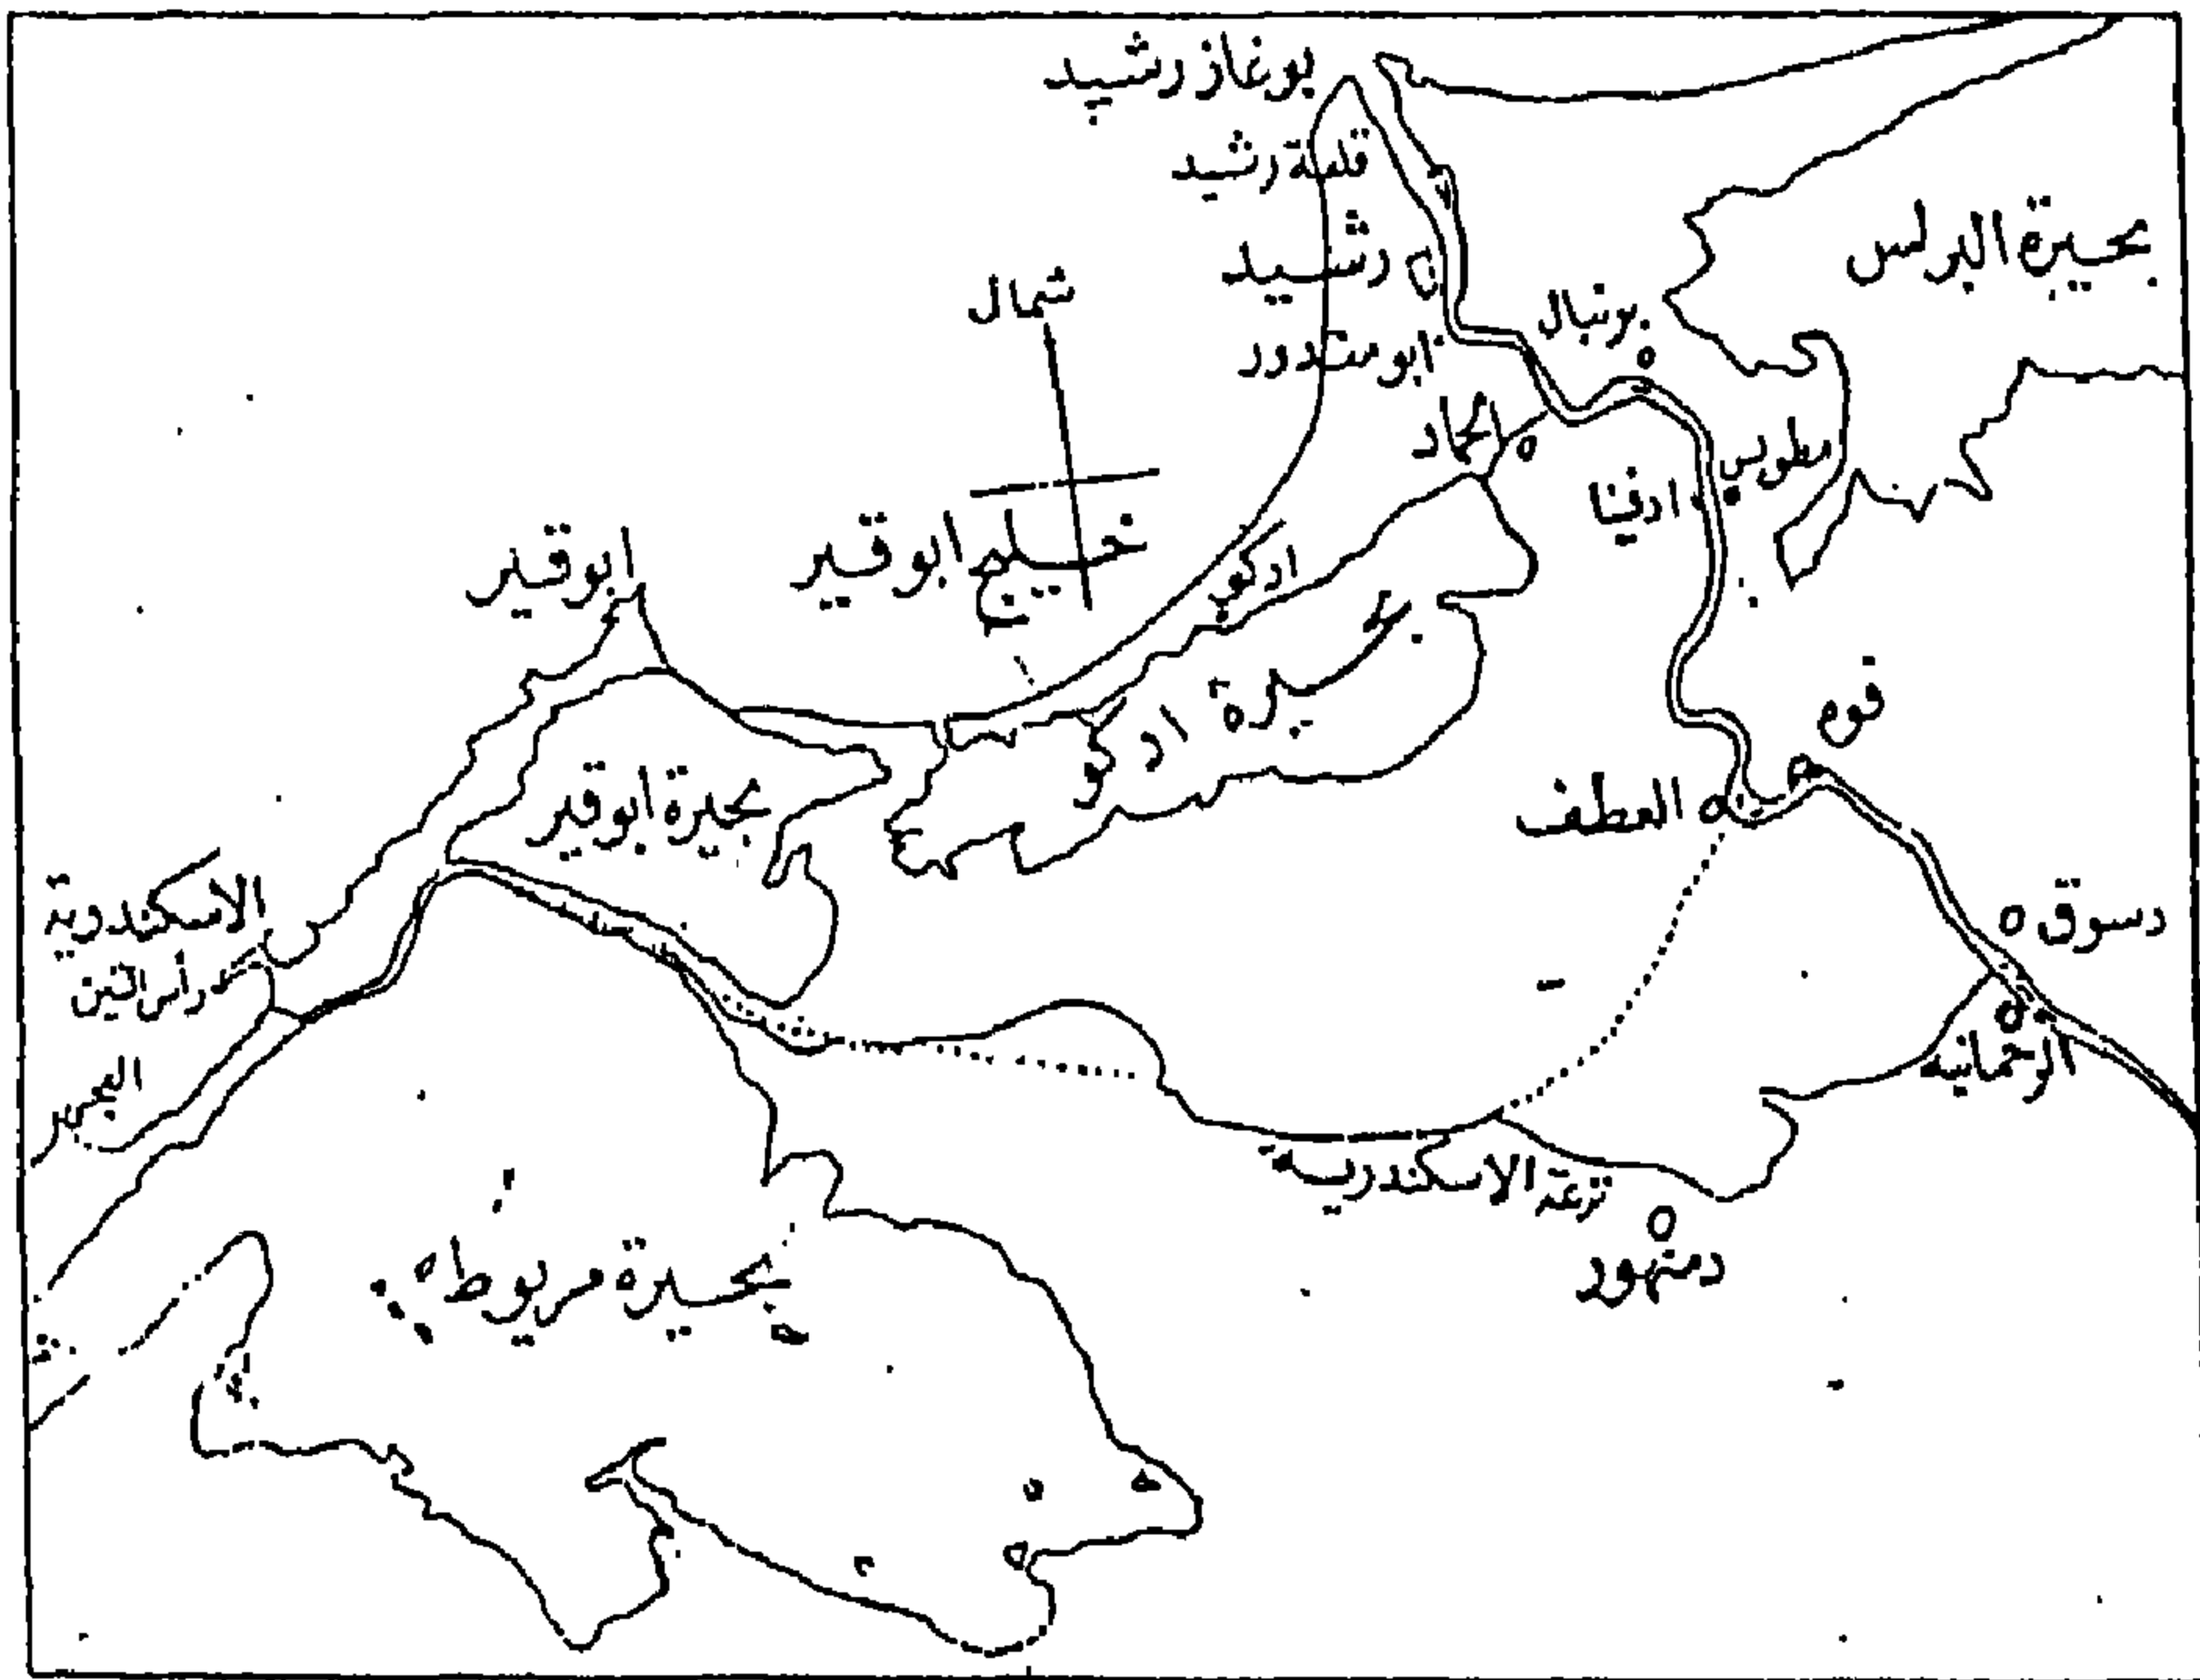 بوغاز رشيد
قلعة رشيد
رشيد
ابو مندور
بحيرة البرلس
برنبال
شمال
الحماد
مطوبس
ادفينا
خليج ابوقير
ابوقير
ادكو
بحيرة ادكو
فوه
العطف
بحيرة ابوقير
الاسكندرية
رأس التين
العجمى
دسوق
الرحمانية
ترعة الاسكندرية
دمنهور
بحيرة مريوط